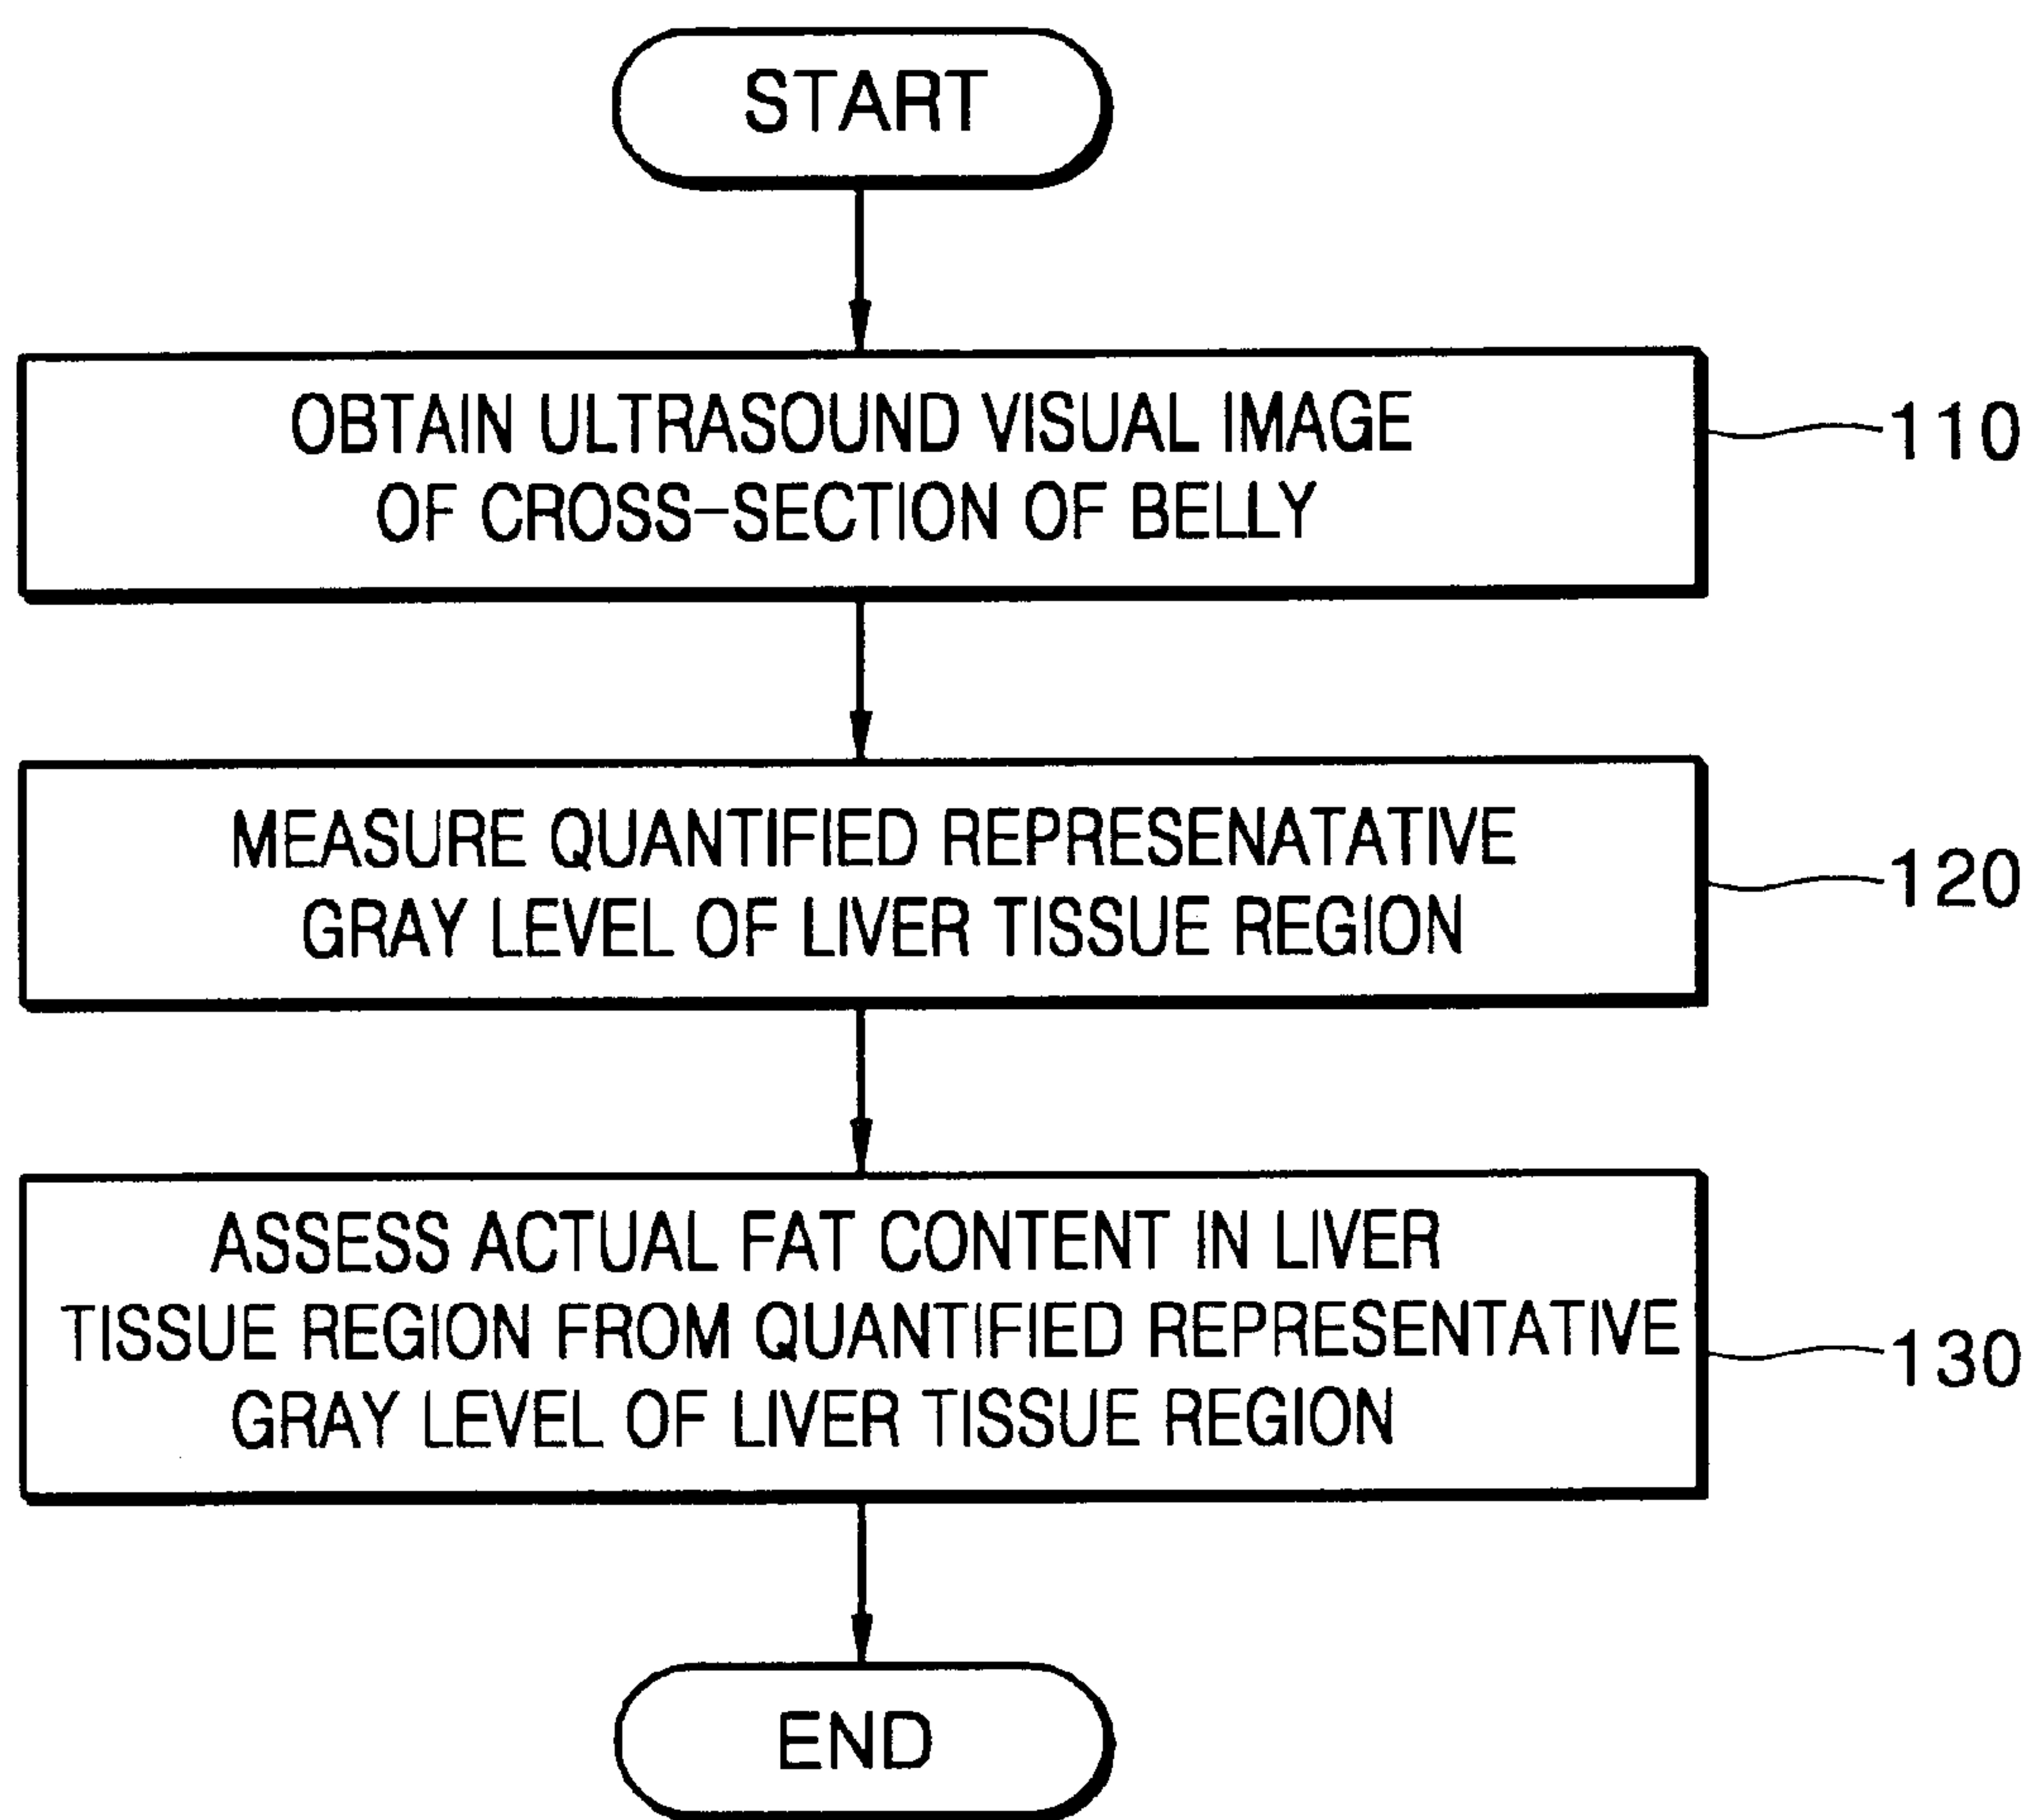 START
OBTAIN ULTRASOUND VISUAL IMAGE
OF CROSS-SECTION OF BELLY
110
MEASURE QUANTIFIED REPRESENATATIVE
GRAY LEVEL OF LIVER TISSUE REGION
120
ASSESS ACTUAL FAT CONTENT IN LIVER
TISSUE REGION FROM QUANTIFIED REPRESENTATIVE
GRAY LEVEL OF LIVER TISSUE REGION
130
END